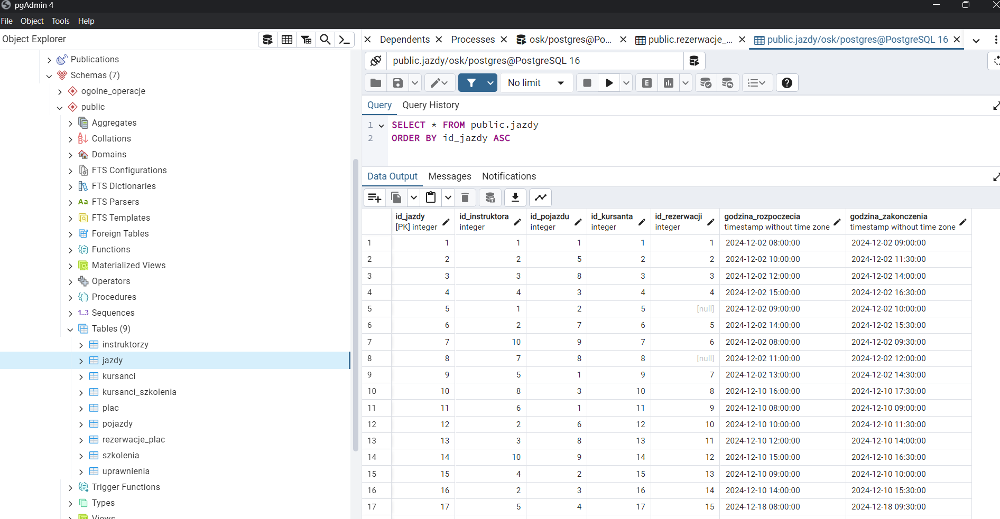 pgAdmin 4
File Object Tools Help
Object Explorer
Dependents Processes osk/postgres@Po... public.rezerwacje_... public.jazdy/osk/postgres@PostgreSQL 16
Publications
Schemas (7)
ogolne_operacje
public
Aggregates
Collations
Domains
FTS Configurations
FTS Dictionaries
Aa FTS Parsers
FTS Templates
Foreign Tables
Functions
Materialized Views
Operators
Procedures
1..3 Sequences
Tables (9)
instruktorzy
jazdy
kursanci
kursanci_szkolenia
plac
pojazdy
rezerwacje_plac
szkolenia
uprawnienia
Trigger Functions
Types
Views
public.jazdy/osk/postgres@PostgreSQL 16
No limit E
Query Query History
1 SELECT * FROM public.jazdy
2 ORDER BY id_jazdy ASC
Data Output Messages Notifications
id_jazdy id_instruktora id_pojazdu id_kursanta id_rezerwacji godzina_rozpoczecia godzina_zakonczenia
[PK] integer integer integer integer integer timestamp without time zone timestamp without time zone
1 1 1 1 1 1 2024-12-02 08:00:00 2024-12-02 09:00:00
2 2 2 5 2 2 2024-12-02 10:00:00 2024-12-02 11:30:00
3 3 3 8 3 3 2024-12-02 12:00:00 2024-12-02 14:00:00
4 4 4 3 4 4 2024-12-02 15:00:00 2024-12-02 16:30:00
5 5 1 2 5 [null] 2024-12-02 09:00:00 2024-12-02 10:00:00
6 6 2 7 6 5 2024-12-02 14:00:00 2024-12-02 15:30:00
7 7 10 9 7 6 2024-12-02 08:00:00 2024-12-02 09:30:00
8 8 7 8 8 [null] 2024-12-02 11:00:00 2024-12-02 12:00:00
9 9 5 1 9 7 2024-12-02 13:00:00 2024-12-02 14:30:00
10 10 8 3 10 8 2024-12-10 16:00:00 2024-12-10 17:30:00
11 11 6 1 11 9 2024-12-10 08:00:00 2024-12-10 09:00:00
12 12 2 6 12 10 2024-12-10 10:00:00 2024-12-10 11:30:00
13 13 3 8 13 11 2024-12-10 12:00:00 2024-12-10 14:00:00
14 14 10 9 14 12 2024-12-10 15:00:00 2024-12-10 16:30:00
15 15 4 2 15 13 2024-12-10 09:00:00 2024-12-10 10:00:00
16 16 2 3 16 14 2024-12-10 14:00:00 2024-12-10 15:30:00
17 17 5 4 17 15 2024-12-18 08:00:00 2024-12-18 09:30:00